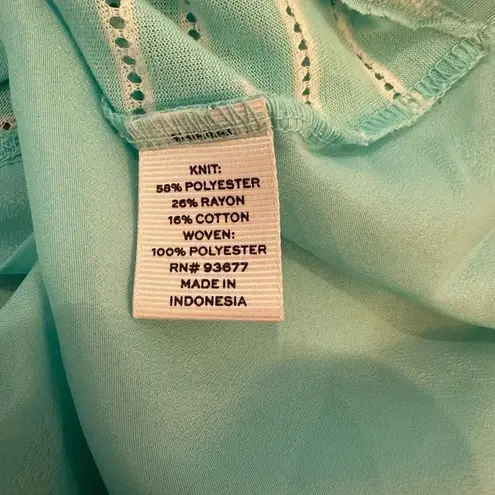 KNIT:
58% POLYESTER
26% RAYON
16% COTTON
WOVEN:
100% POLYESTER
RN# 93677
MADE IN
INDONESIA